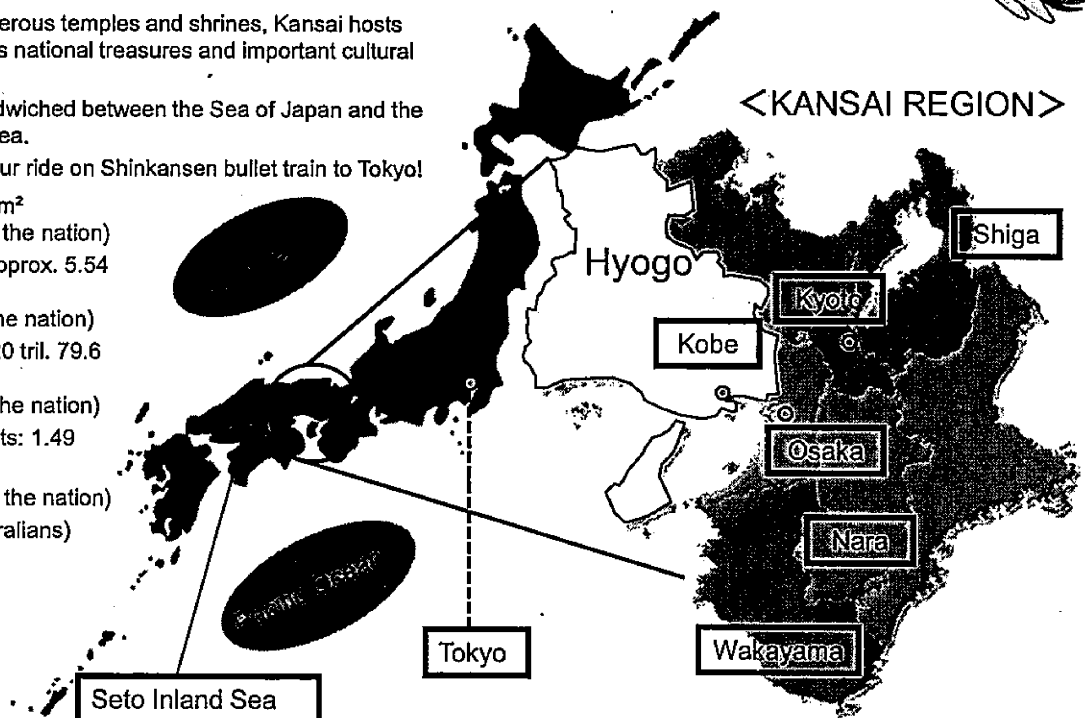 erous temples and shrines, Kansai hosts
s national treasures and important cultural
dwiched between the Sea of Japan and the
ea.
ur ride on Shinkansen bullet train to Tokyo!
m²
the nation)
pprox. 5.54
he nation)
20 tril. 79.6
he nation)
ts: 1.49
the nation)
ralians)
<KANSAI REGION>
Shiga
Hyogo
Kyoto
Kobe
Osaka
Nara
Wakayama
Pacific Ocean
Tokyo
Seto Inland Sea